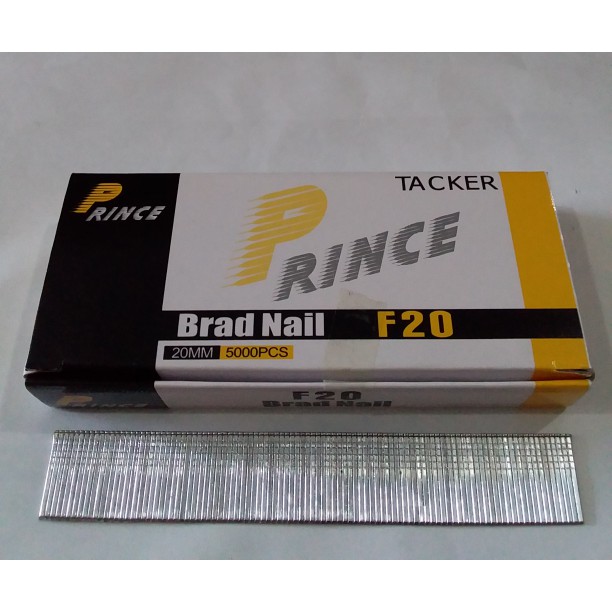 PRINCE
TACKER
PRINCE
Brad Nail F20
20MM 5000PCS
F20
Brad Nail
PRINCE